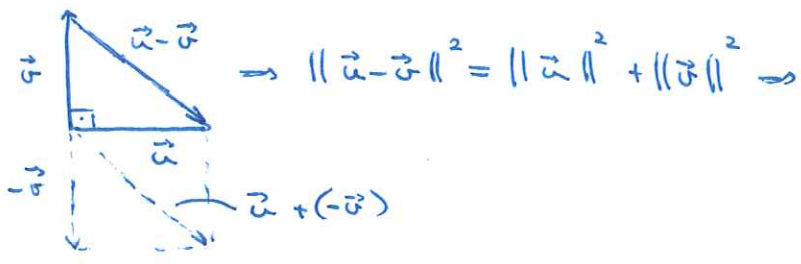 v⃗
u⃗ - v⃗
⇒ ‖u⃗ - v⃗‖² = ‖u⃗‖² + ‖v⃗‖² ⇒
u⃗
-v⃗
u⃗ + (-v⃗)